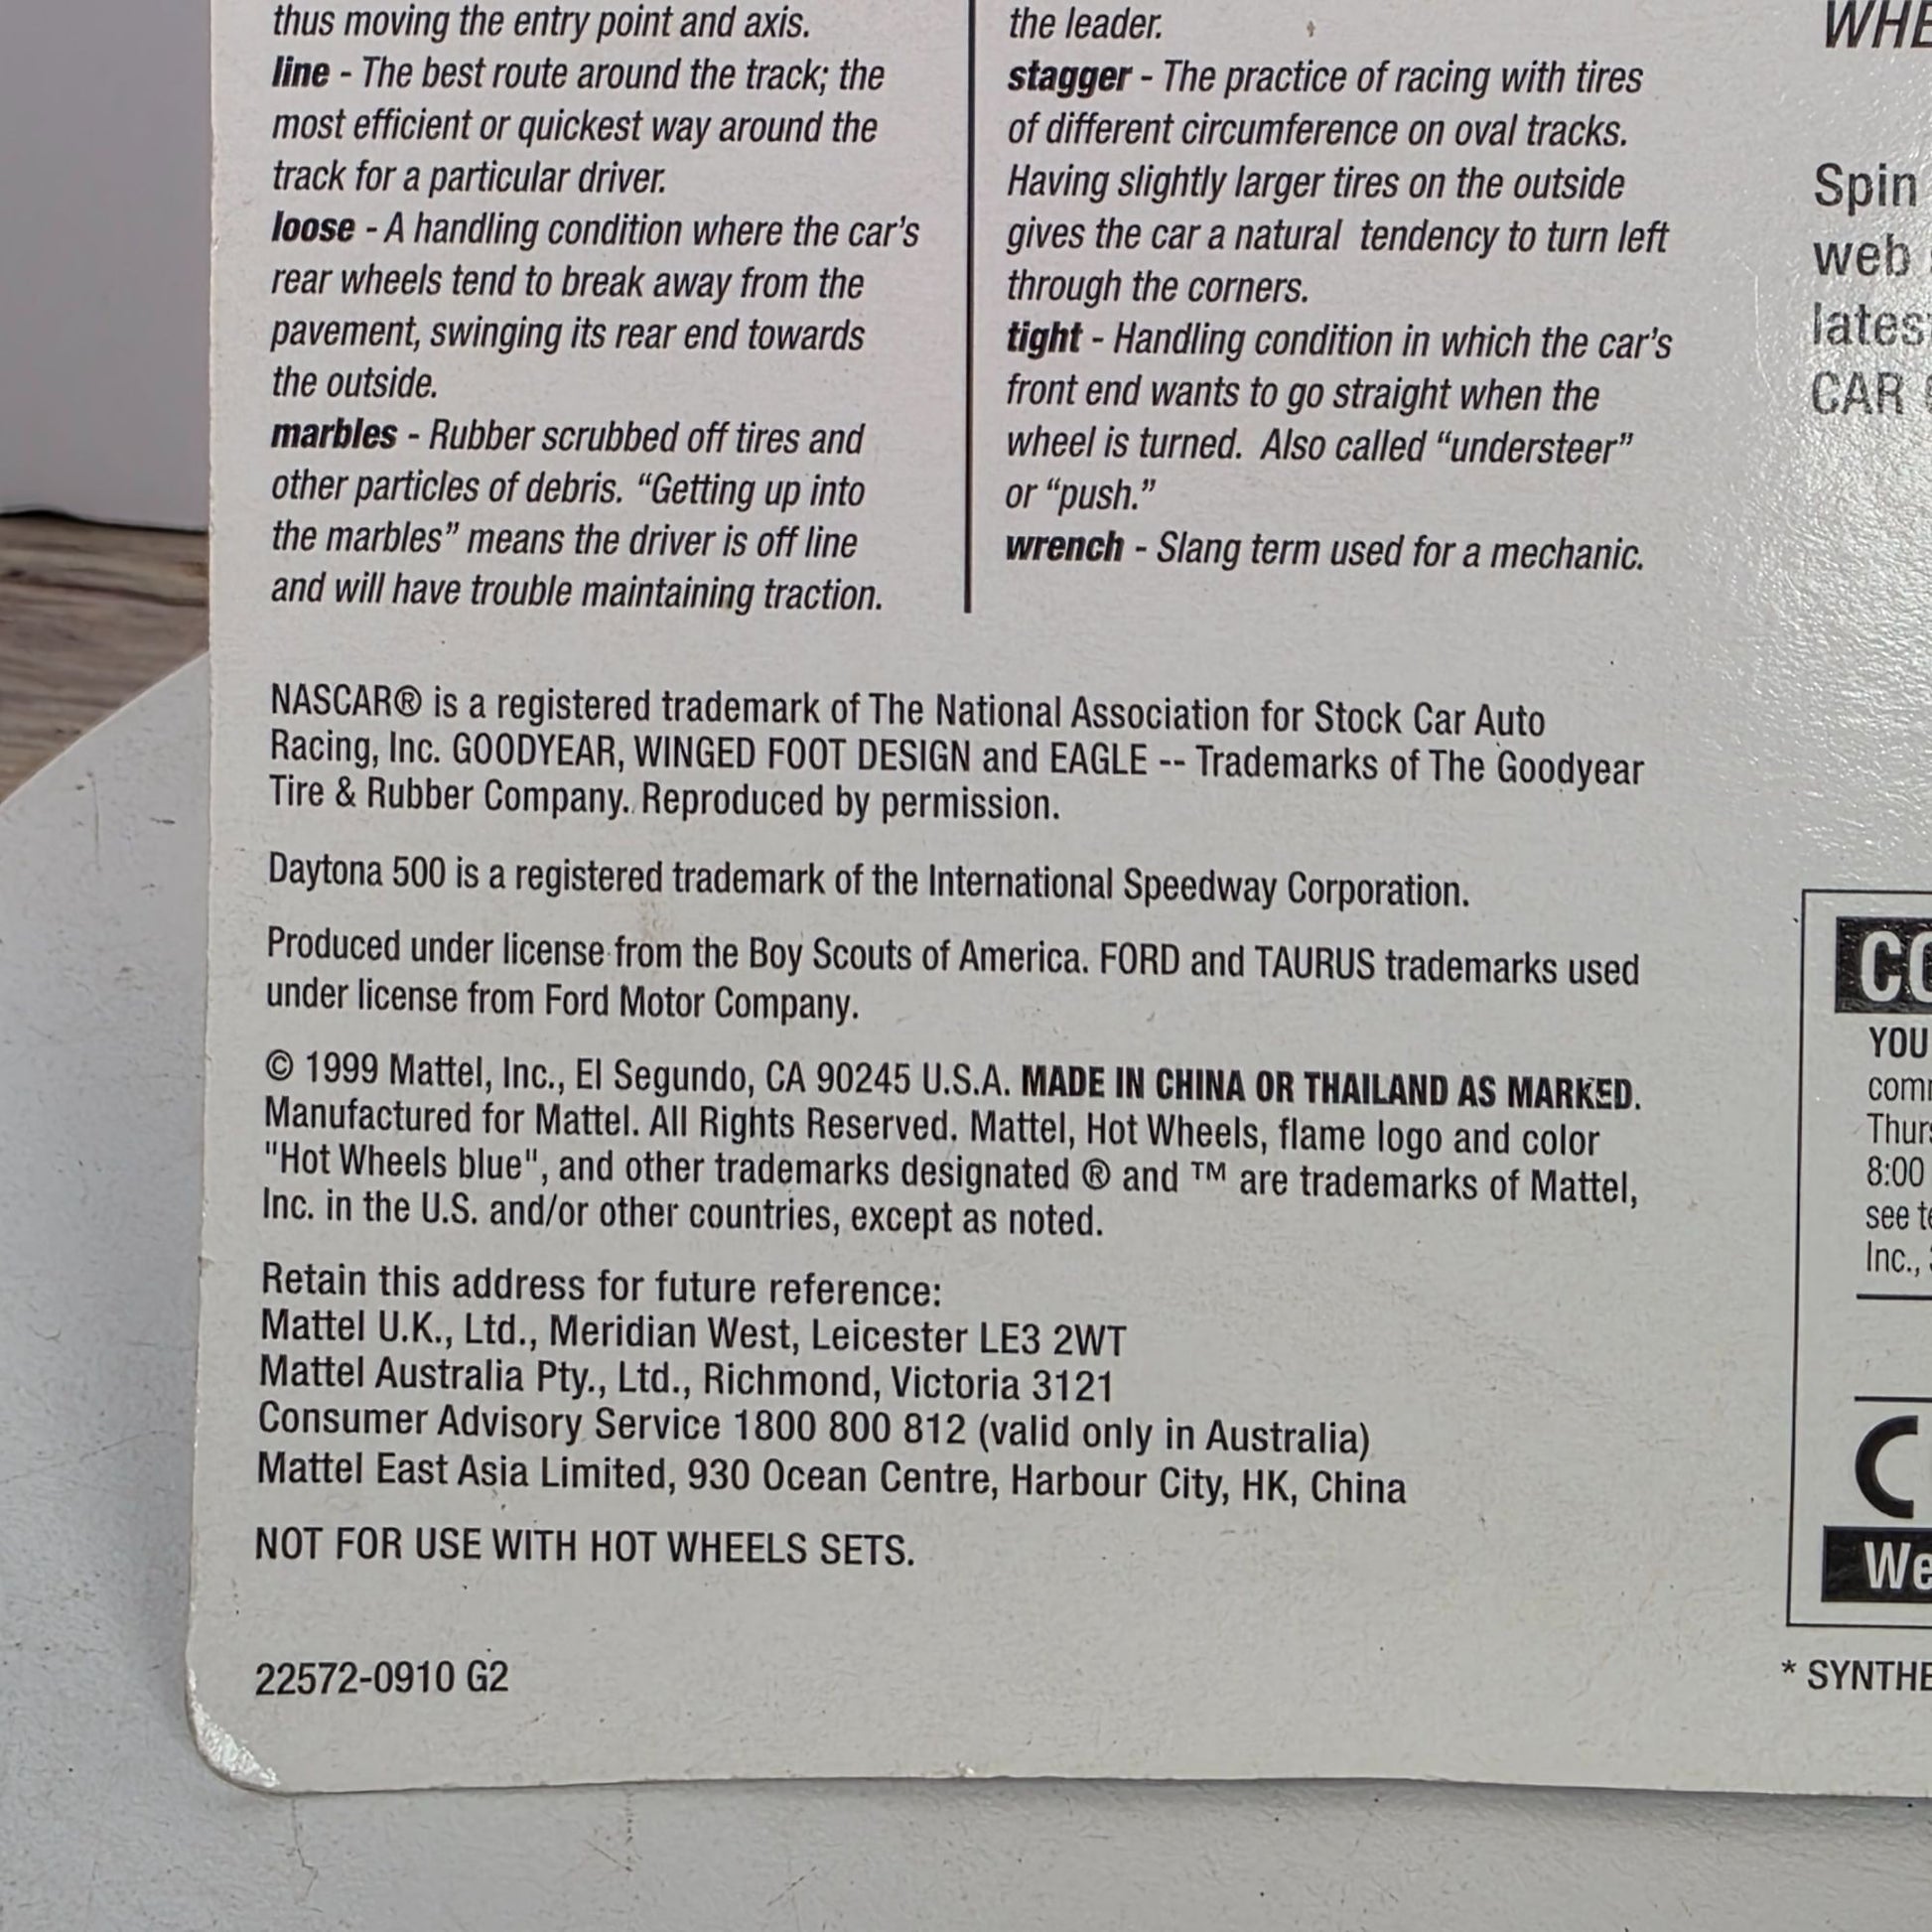 thus moving the entry point and axis.
line - The best route around the track; the
most efficient or quickest way around the
track for a particular driver.
loose - A handling condition where the car's
rear wheels tend to break away from the
pavement, swinging its rear end towards
the outside.
marbles - Rubber scrubbed off tires and
other particles of debris. “Getting up into
the marbles” means the driver is off line
and will have trouble maintaining traction.
the leader.
stagger - The practice of racing with tires
of different circumference on oval tracks.
Having slightly larger tires on the outside
gives the car a natural tendency to turn left
through the corners.
tight - Handling condition in which the car's
front end wants to go straight when the
wheel is turned. Also called “understeer”
or “push.”
wrench - Slang term used for a mechanic.
NASCAR® is a registered trademark of The National Association for Stock Car Auto
Racing, Inc. GOODYEAR, WINGED FOOT DESIGN and EAGLE -- Trademarks of The Goodyear
Tire & Rubber Company. Reproduced by permission.
Daytona 500 is a registered trademark of the International Speedway Corporation.
Produced under license from the Boy Scouts of America. FORD and TAURUS trademarks used
under license from Ford Motor Company.
© 1999 Mattel, Inc., El Segundo, CA 90245 U.S.A. MADE IN CHINA OR THAILAND AS MARKED.
Manufactured for Mattel. All Rights Reserved. Mattel, Hot Wheels, flame logo and color
"Hot Wheels blue", and other trademarks designated ® and ™ are trademarks of Mattel,
Inc. in the U.S. and/or other countries, except as noted.
Retain this address for future reference:
Mattel U.K., Ltd., Meridian West, Leicester LE3 2WT
Mattel Australia Pty., Ltd., Richmond, Victoria 3121
Consumer Advisory Service 1800 800 812 (valid only in Australia)
Mattel East Asia Limited, 930 Ocean Centre, Harbour City, HK, China
NOT FOR USE WITH HOT WHEELS SETS.
22572-0910 G2
WHE
Spin
web
lates
CAR
CO
YOU
com
Thurs
8:00
see te
Inc.,
We
* SYNTHE